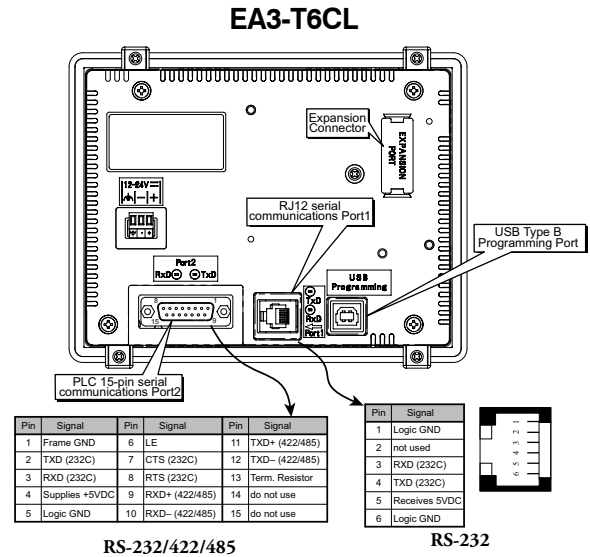 EA3-T6CL
Expansion
Connector
EXPANSION
PORT
12-24V
- +
RJ12 serial
communications Port1
USB Type B
Programming Port
Port2
RxD TxD
USB
Programming
TxD
RxD
Port1
8 1
15 9
PLC 15-pin serial
communications Port2
Pin Signal Pin Signal Pin Signal
1 Frame GND 6 LE 11 TXD+ (422/485)
2 TXD (232C) 7 CTS (232C) 12 TXD– (422/485)
3 RXD (232C) 8 RTS (232C) 13 Term. Resistor
4 Supplies +5VDC 9 RXD+ (422/485) 14 do not use
5 Logic GND 10 RXD– (422/485) 15 do not use
RS-232/422/485
Pin Signal
1 Logic GND
2 not used
3 RXD (232C)
4 TXD (232C)
5 Receives 5VDC
6 Logic GND
RS-232
1
2
3
4
5
6